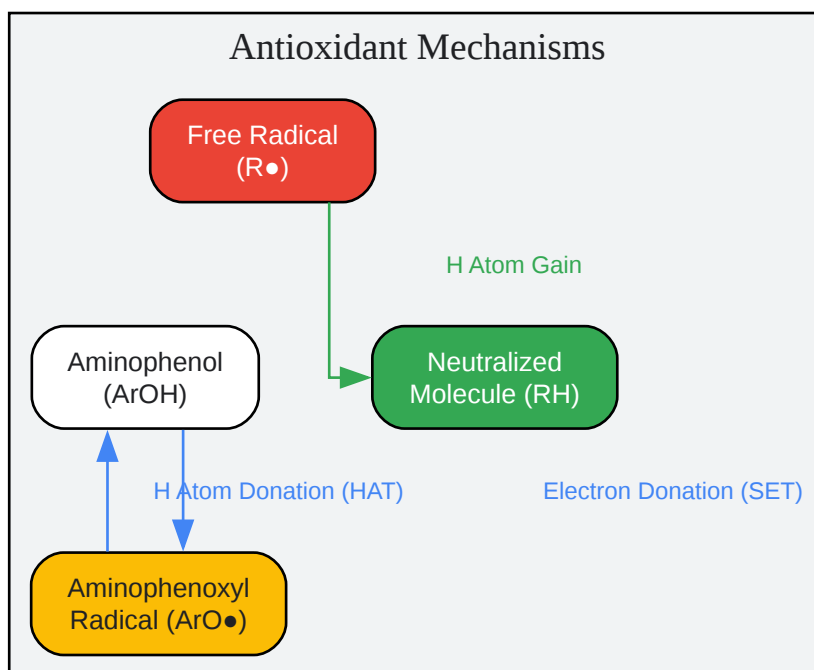 Antioxidant Mechanisms
Free Radical
(R●)
H Atom Gain
Aminophenol
(ArOH)
Neutralized
Molecule (RH)
H Atom Donation (HAT)
Electron Donation (SET)
Aminophenoxyl
Radical (ArO●)